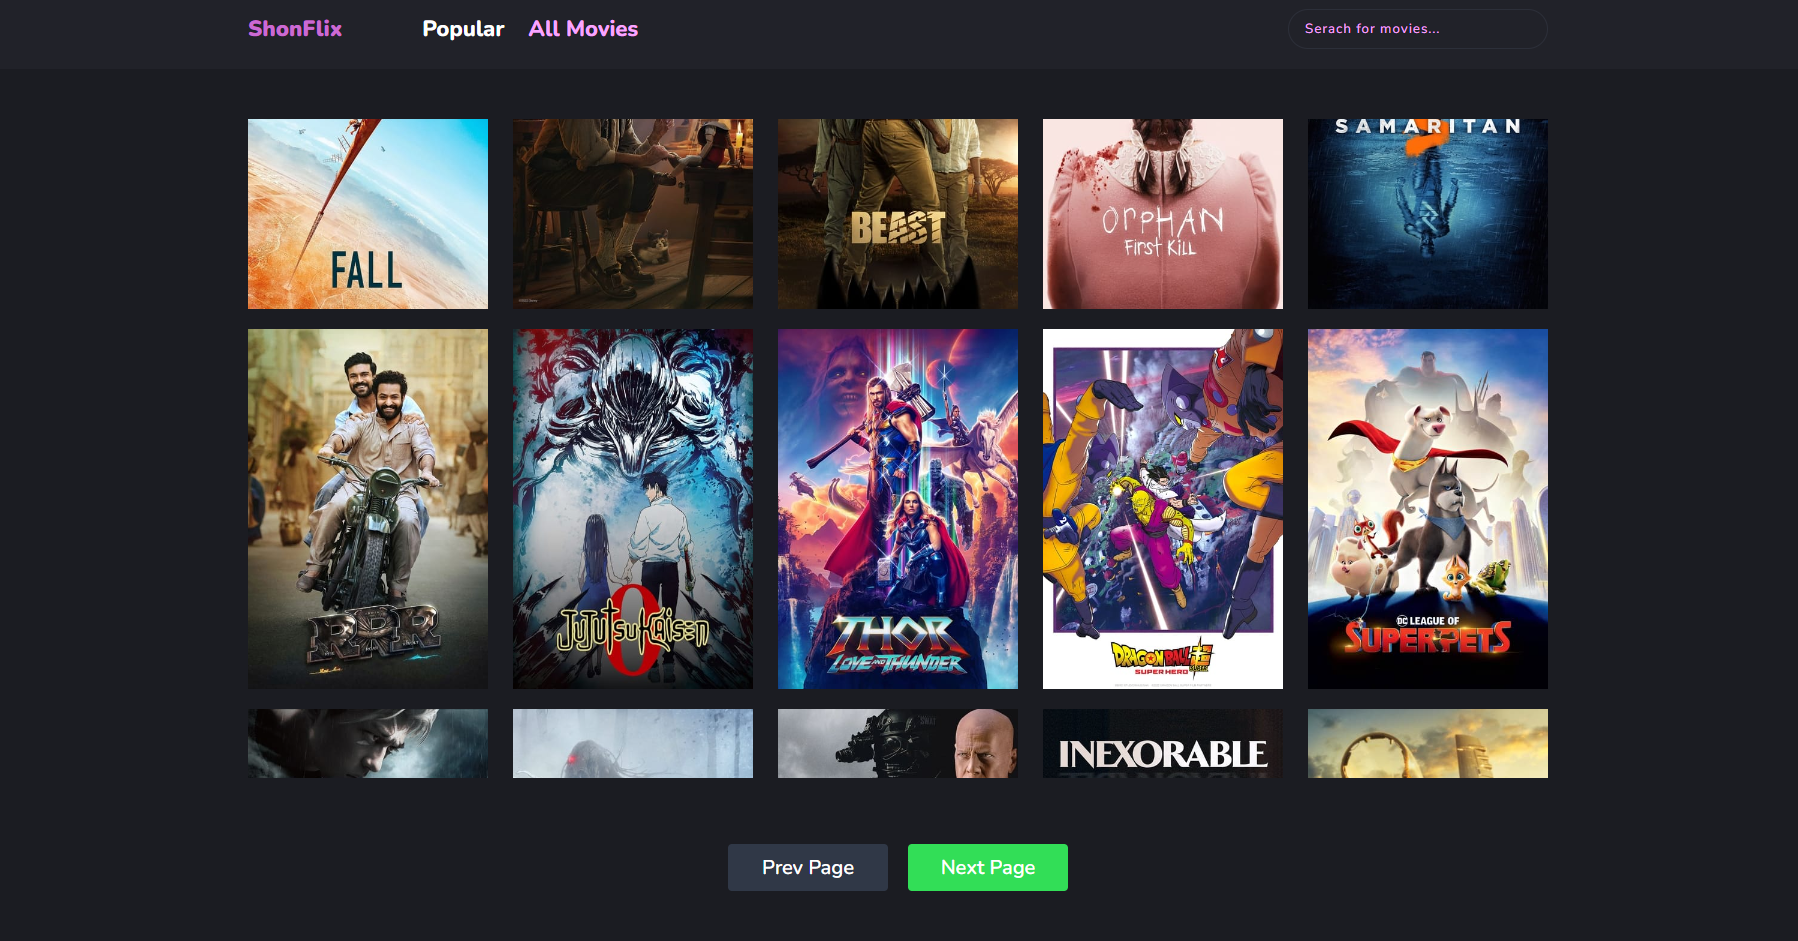 ShonFlix
Popular
All Movies
Serach for movies...
FALL
BEAST
ORPHAN
FIRST KILL
SAMARITAN
RRR
JUJUTSU KAISEN
0
THOR
LOVE AND THUNDER
DRAGON BALL
SUPER HERO
DC LEAGUE OF
SUPER-PETS
INEXORABLE
Prev Page
Next Page